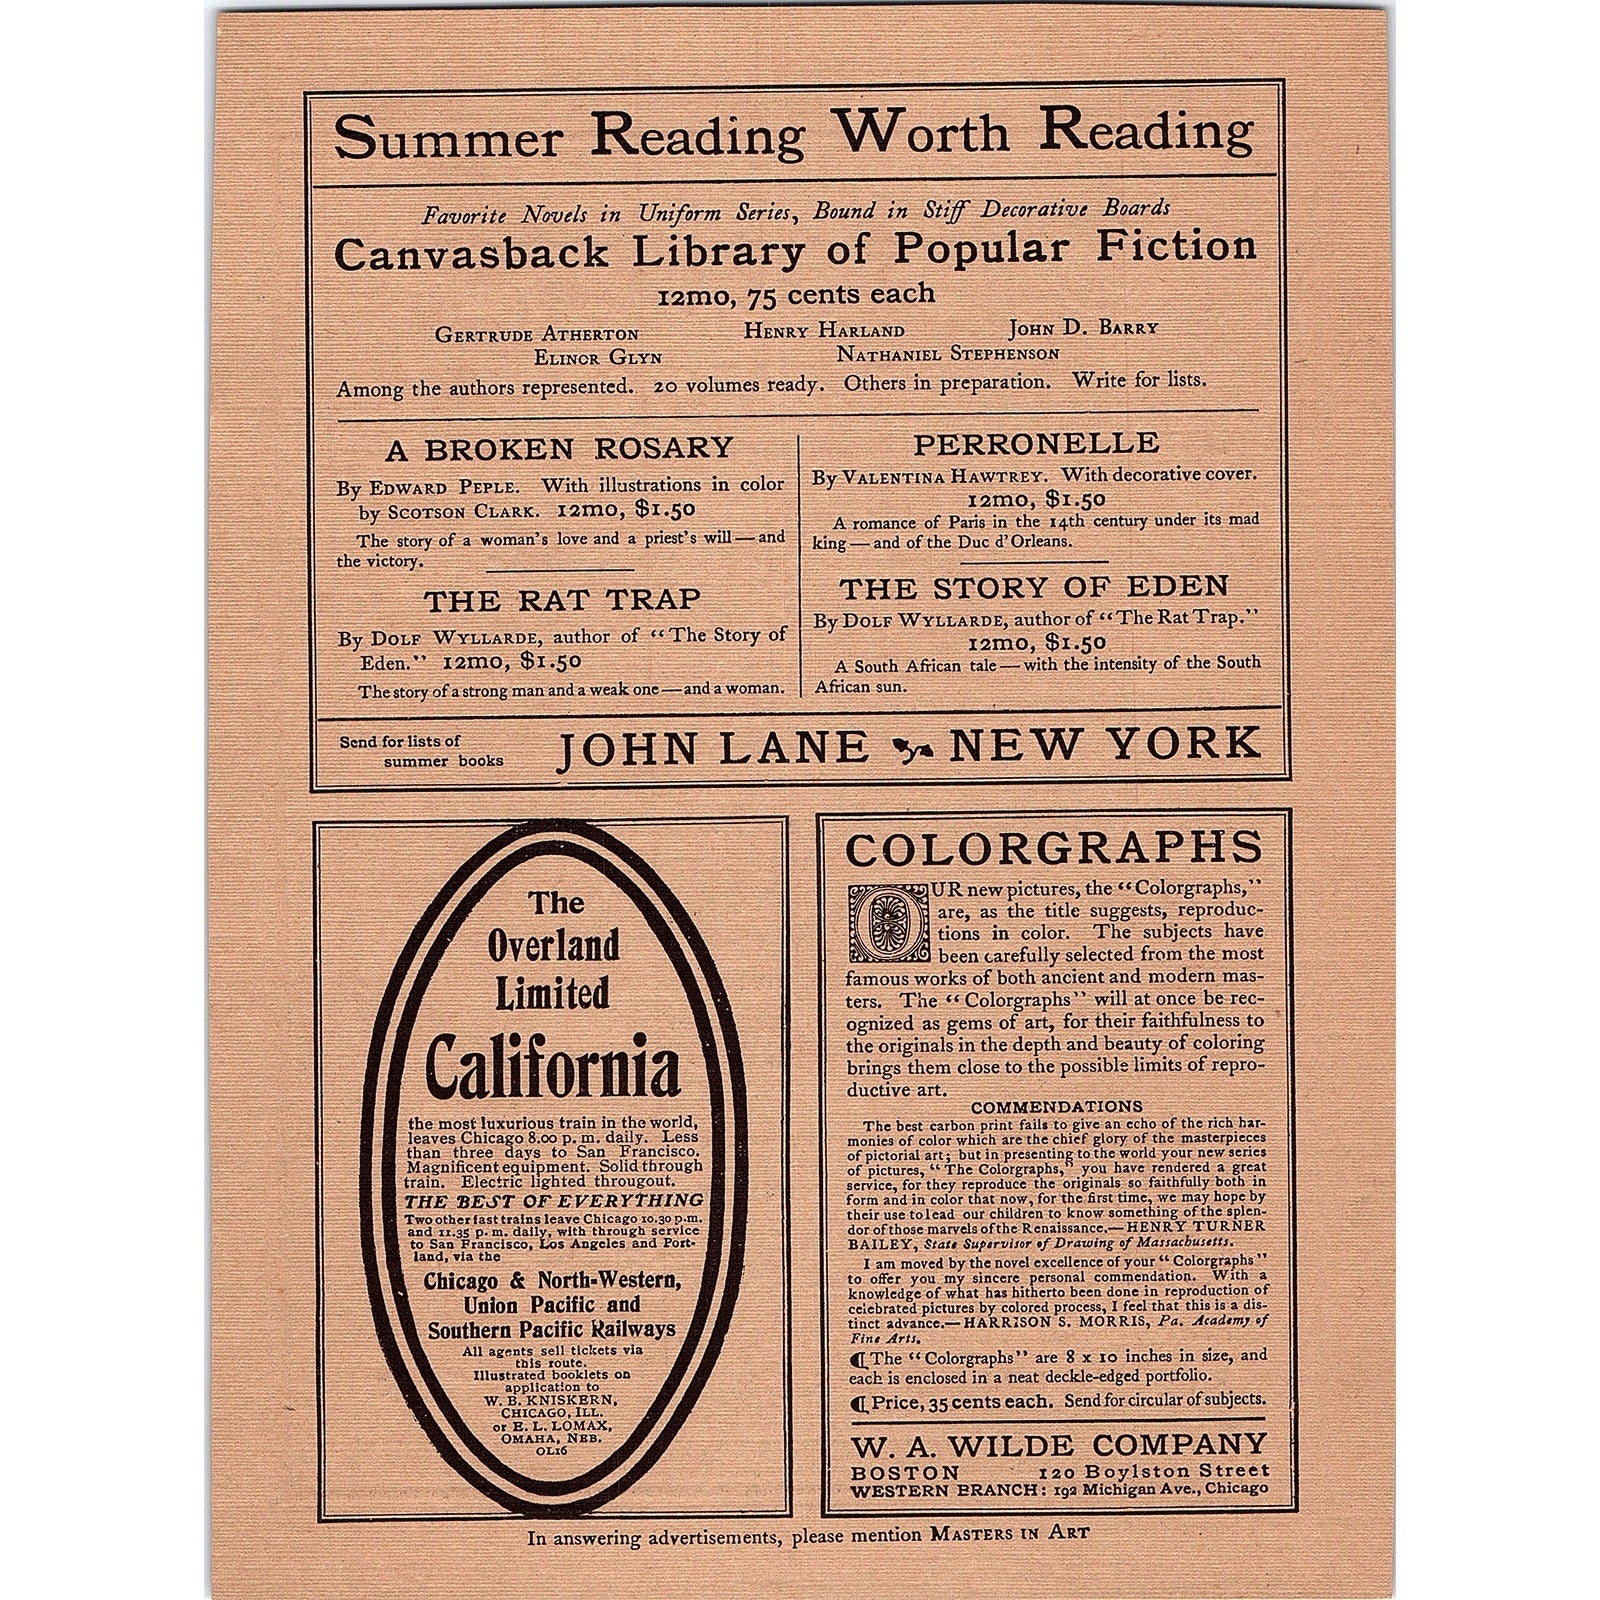 Summer Reading Worth Reading
Favorite Novels in Uniform Series, Bound in Stiff Decorative Boards
Canvasback Library of Popular Fiction
12mo, 75 cents each
GERTRUDE ATHERTON HENRY HARLAND JOHN D. BARRY
ELINOR GLYN NATHANIEL STEPHENSON
Among the authors represented. 20 volumes ready. Others in preparation. Write for lists.
A BROKEN ROSARY
By EDWARD PEPLE. With illustrations in color
by SCOTSON CLARK. 12mo, $1.50
The story of a woman's love and a priest's will—and
the victory.
THE RAT TRAP
By DOLF WYLLARDE, author of "The Story of
Eden." 12mo, $1.50
The story of a strong man and a weak one—and a woman.
PERRONELLE
By VALENTINA HAWTREY. With decorative cover.
12mo, $1.50
A romance of Paris in the 14th century under its mad
king—and of the Duc d'Orleans.
THE STORY OF EDEN
By DOLF WYLLARDE, author of "The Rat Trap."
12mo, $1.50
A South African tale—with the intensity of the South
African sun.
Send for lists of
summer books
JOHN LANE NEW YORK
The
Overland
Limited
California
the most luxurious train in the world,
leaves Chicago 8.00 p. m. daily. Less
than three days to San Francisco.
Magnificent equipment. Solid through
train. Electric lighted througout.
THE BEST OF EVERYTHING
Two other fast trains leave Chicago 10.30 p.m.
and 11.35 p. m. daily, with through service
to San Francisco, Los Angeles and Port-
land, via the
Chicago & North-Western,
Union Pacific and
Southern Pacific Railways
All agents sell tickets via
this route.
Illustrated booklets on
application to
W. B. KNISKERN,
CHICAGO, ILL.
or E. L. LOMAX,
OMAHA, NEB.
OL16
COLORGRAPHS
OUR new pictures, the "Colorgraphs,"
are, as the title suggests, reproduc-
tions in color. The subjects have
been carefully selected from the most
famous works of both ancient and modern mas-
ters. The "Colorgraphs" will at once be rec-
ognized as gems of art, for their faithfulness to
the originals in the depth and beauty of coloring
brings them close to the possible limits of repro-
ductive art.
COMMENDATIONS
The best carbon print fails to give an echo of the rich har-
monies of color which are the chief glory of the masterpieces
of pictorial art; but in presenting to the world your new series
of pictures, "The Colorgraphs," you have rendered a great
service, for they reproduce the originals so faithfully both in
form and in color that now, for the first time, we may hope by
their use to lead our children to know something of the splen-
dor of those marvels of the Renaissance.—HENRY TURNER
BAILEY, State Supervisor of Drawing of Massachusetts.
I am moved by the novel excellence of your "Colorgraphs"
to offer you my sincere personal commendation. With a
knowledge of what has hitherto been done in reproduction of
celebrated pictures by colored process, I feel that this is a dis-
tinct advance.—HARRISON S. MORRIS, Pa. Academy of
Fine Arts.
¶ The "Colorgraphs" are 8 x 10 inches in size, and
each is enclosed in a neat deckle-edged portfolio.
¶ Price, 35 cents each. Send for circular of subjects.
W. A. WILDE COMPANY
BOSTON 120 Boylston Street
WESTERN BRANCH: 192 Michigan Ave., Chicago
In answering advertisements, please mention MASTERS IN ART